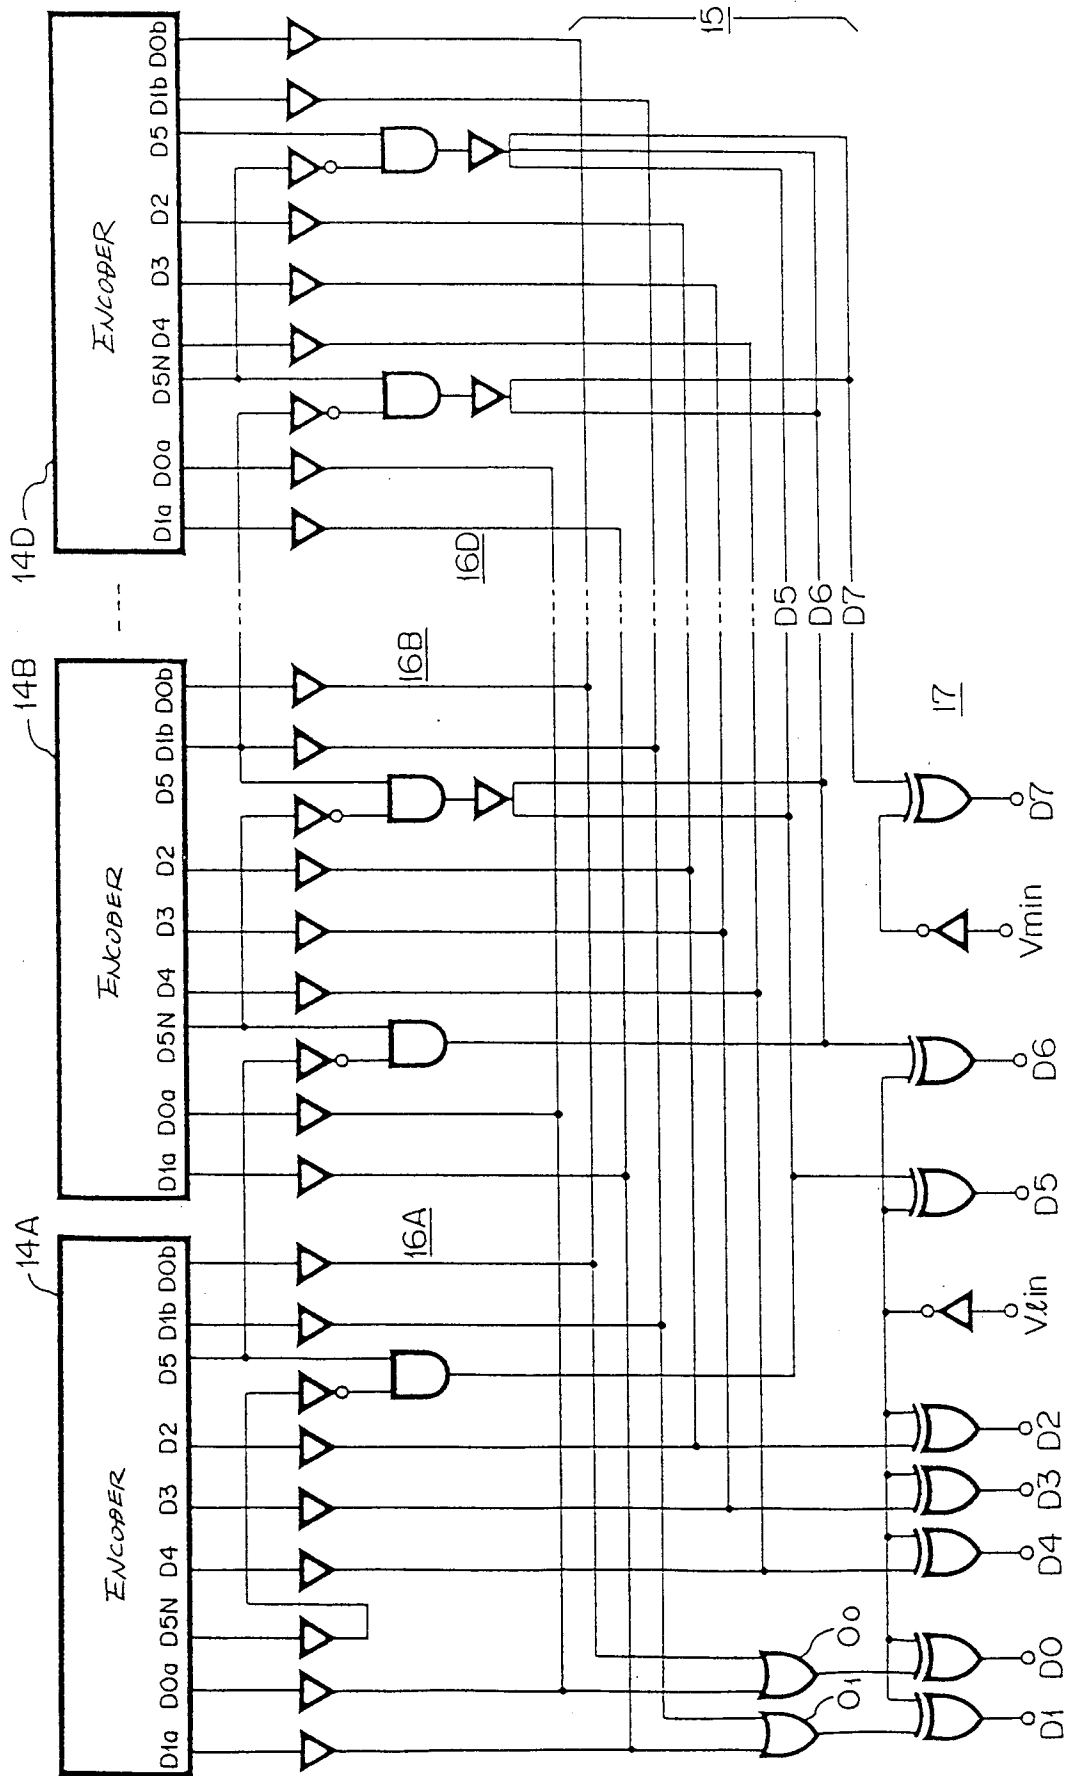 14A
14B
14D
ENCODER
ENCODER
ENCODER
D1a D0a D5N D4 D3 D2 D5 D1b D0b
D1a D0a D5N D4 D3 D2 D5 D1b D0b
D1a D0a D5N D4 D3 D2 D5 D1b D0b
16A
16B
16D
15
D5
D6
D7
17
O1
O0
D1 D0 D4 D3 D2 Vℓin D5 D6 Vmin D7